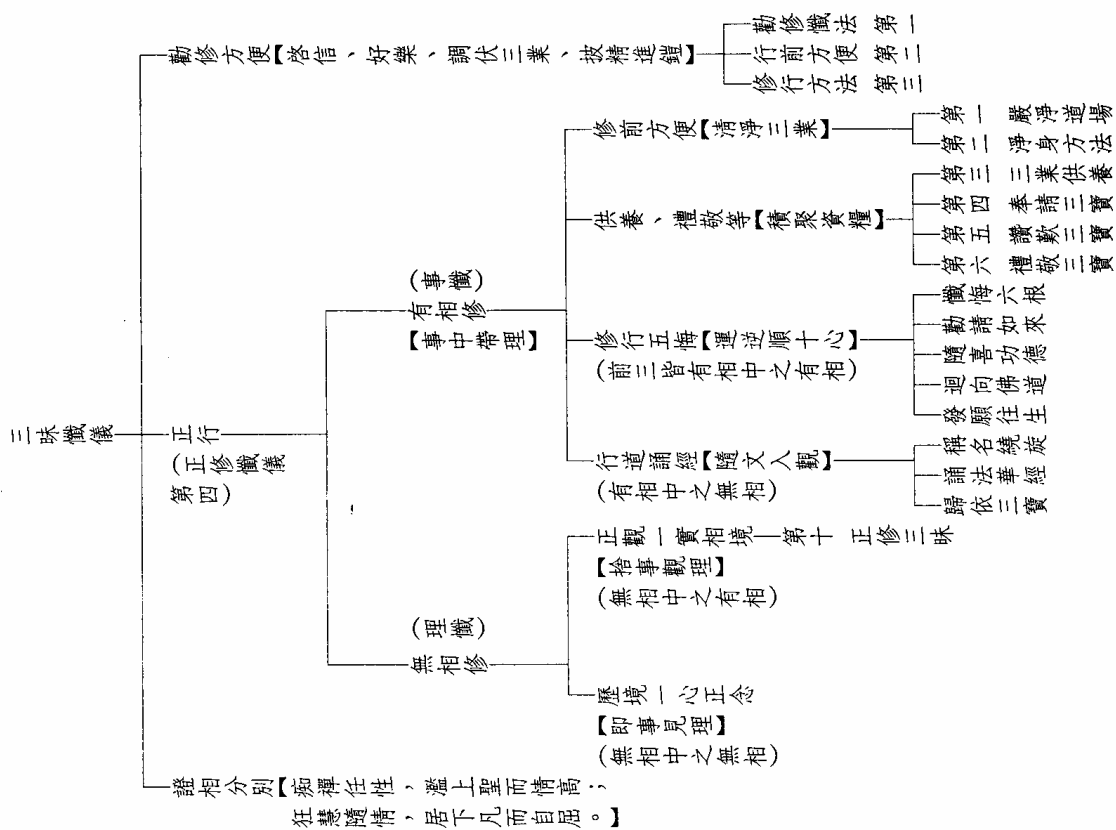 三昧懺儀
勸修方便【啓信、好樂、調伏三業、披精進鎧】
勸修懺法 第一
行前方便 第二
修行方法 第三
正行
(正修懺儀
第四)
(事懺)
有相修
【事中帶理】
修前方便【清淨三業】
第一 嚴淨道場
第二 淨身方法
供養、禮敬等【積聚資糧】
第三 三業供養
第四 奉請三寶
第五 讚歎三寶
第六 禮敬三寶
修行五悔【運逆順十心】
(前三皆有相中之有相)
懺悔六根
勸請如來
隨喜功德
迴向佛道
發願往生
行道誦經【隨文入觀】
(有相中之無相)
稱名繞旋
誦法華經
歸依三寶
(理懺)
無相修
正觀一實相境
第十 正修三昧
【捨事觀理】
(無相中之有相)
歷境一心正念
【即事見理】
(無相中之無相)
證相分別【痴禪任性,濫上聖而情高;
狂慧隨情,居下凡而自屈。】